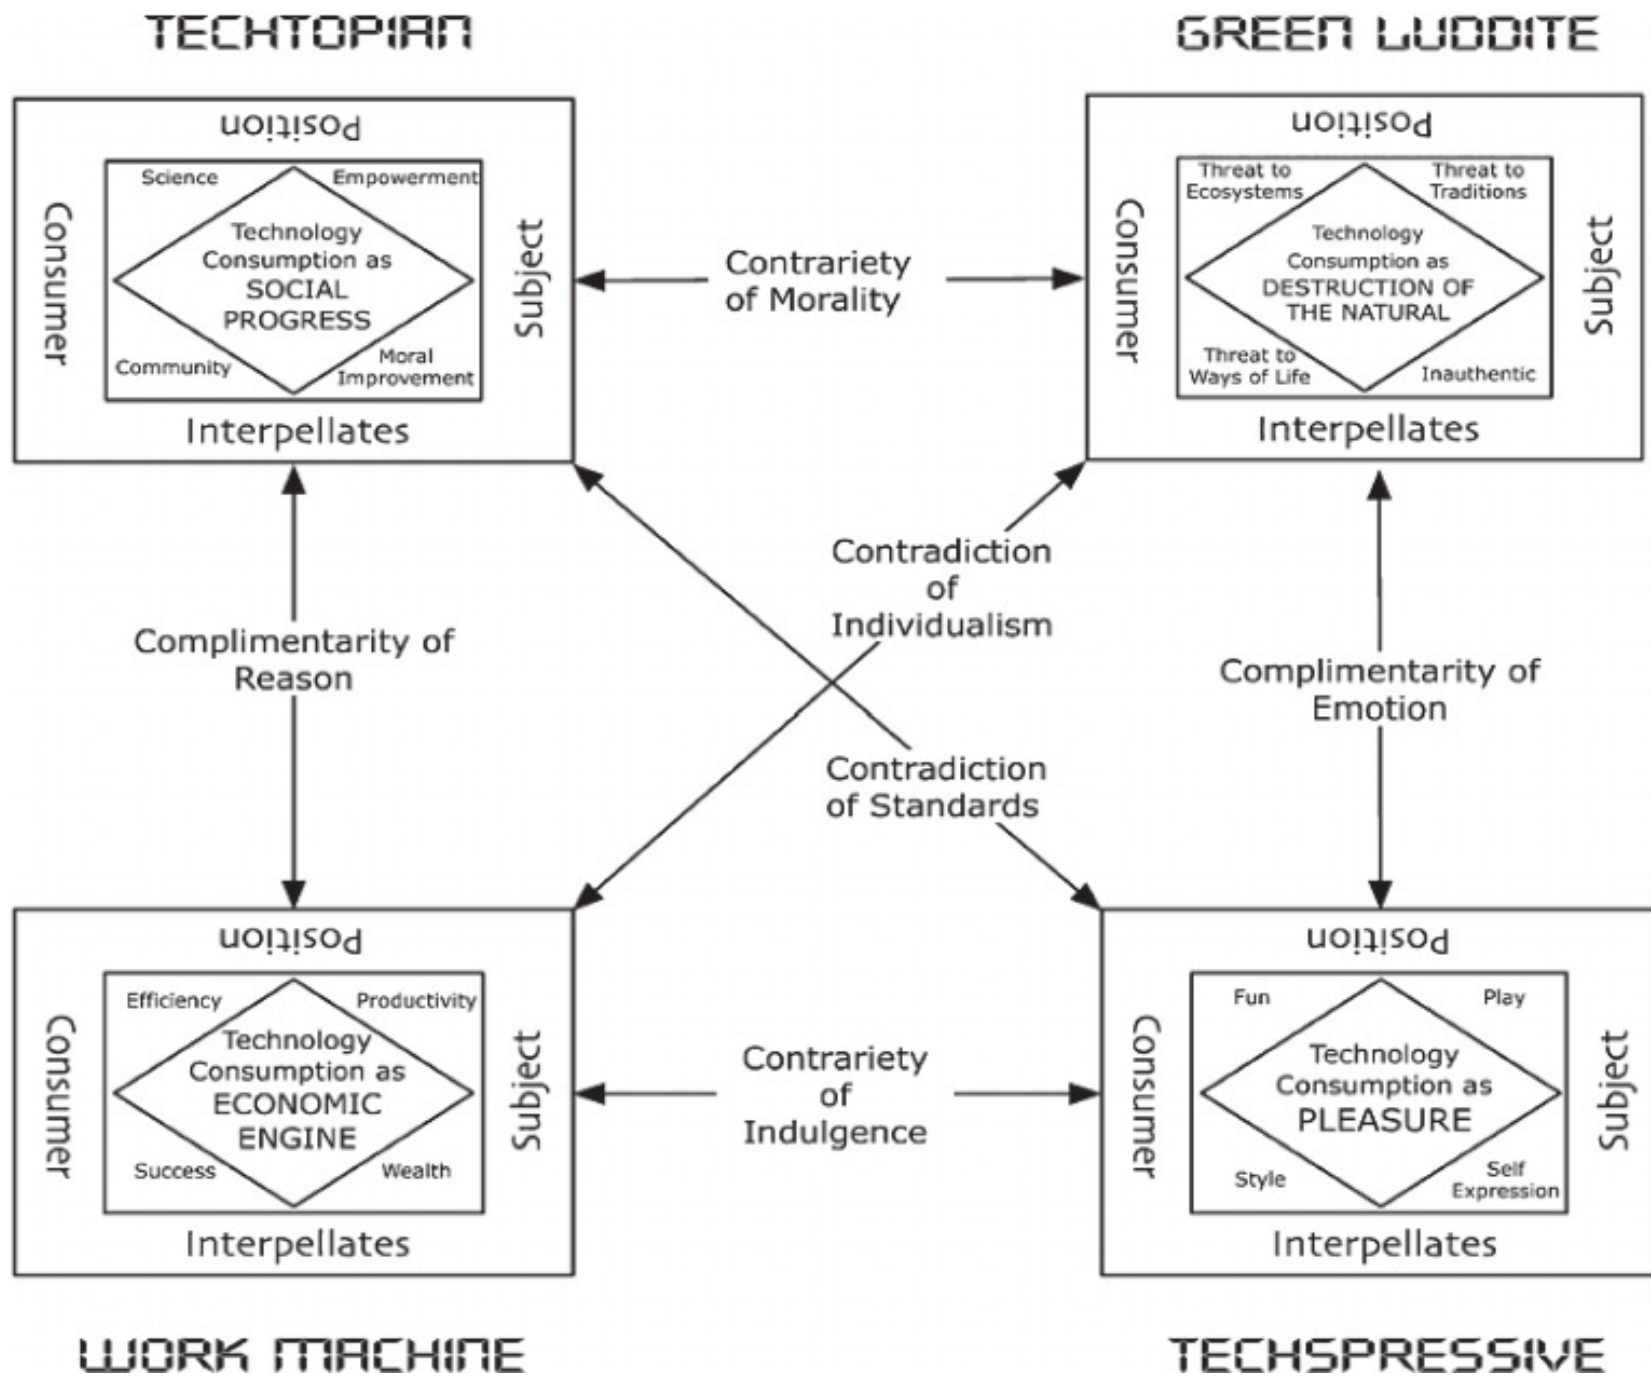 TECHTOPIAN
GREEN LUDDITE
Position
Consumer
Science
Empowerment
Technology
Consumption as
SOCIAL
PROGRESS
Community
Moral
Improvement
Subject
Interpellates
Contrariety
of Morality
Position
Consumer
Threat to
Ecosystems
Threat to
Traditions
Technology
Consumption as
DESTRUCTION OF
THE NATURAL
Threat to
Ways of Life
Inauthentic
Subject
Interpellates
Complimentarity of
Reason
Contradiction
of
Individualism
Contradiction
of Standards
Complimentarity of
Emotion
Position
Consumer
Efficiency
Productivity
Technology
Consumption as
ECONOMIC
ENGINE
Success
Wealth
Subject
Interpellates
Contrariety
of
Indulgence
Position
Consumer
Fun
Play
Technology
Consumption as
PLEASURE
Style
Self
Expression
Subject
Interpellates
WORK MACHINE
TECHSPRESSIVE